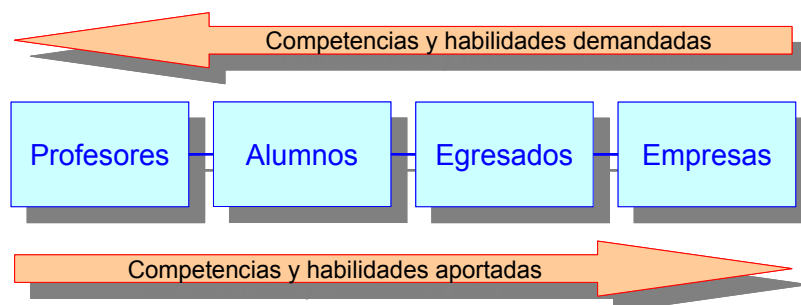 Competencias y habilidades demandadas
Profesores
Alumnos
Egresados
Empresas
Competencias y habilidades aportadas